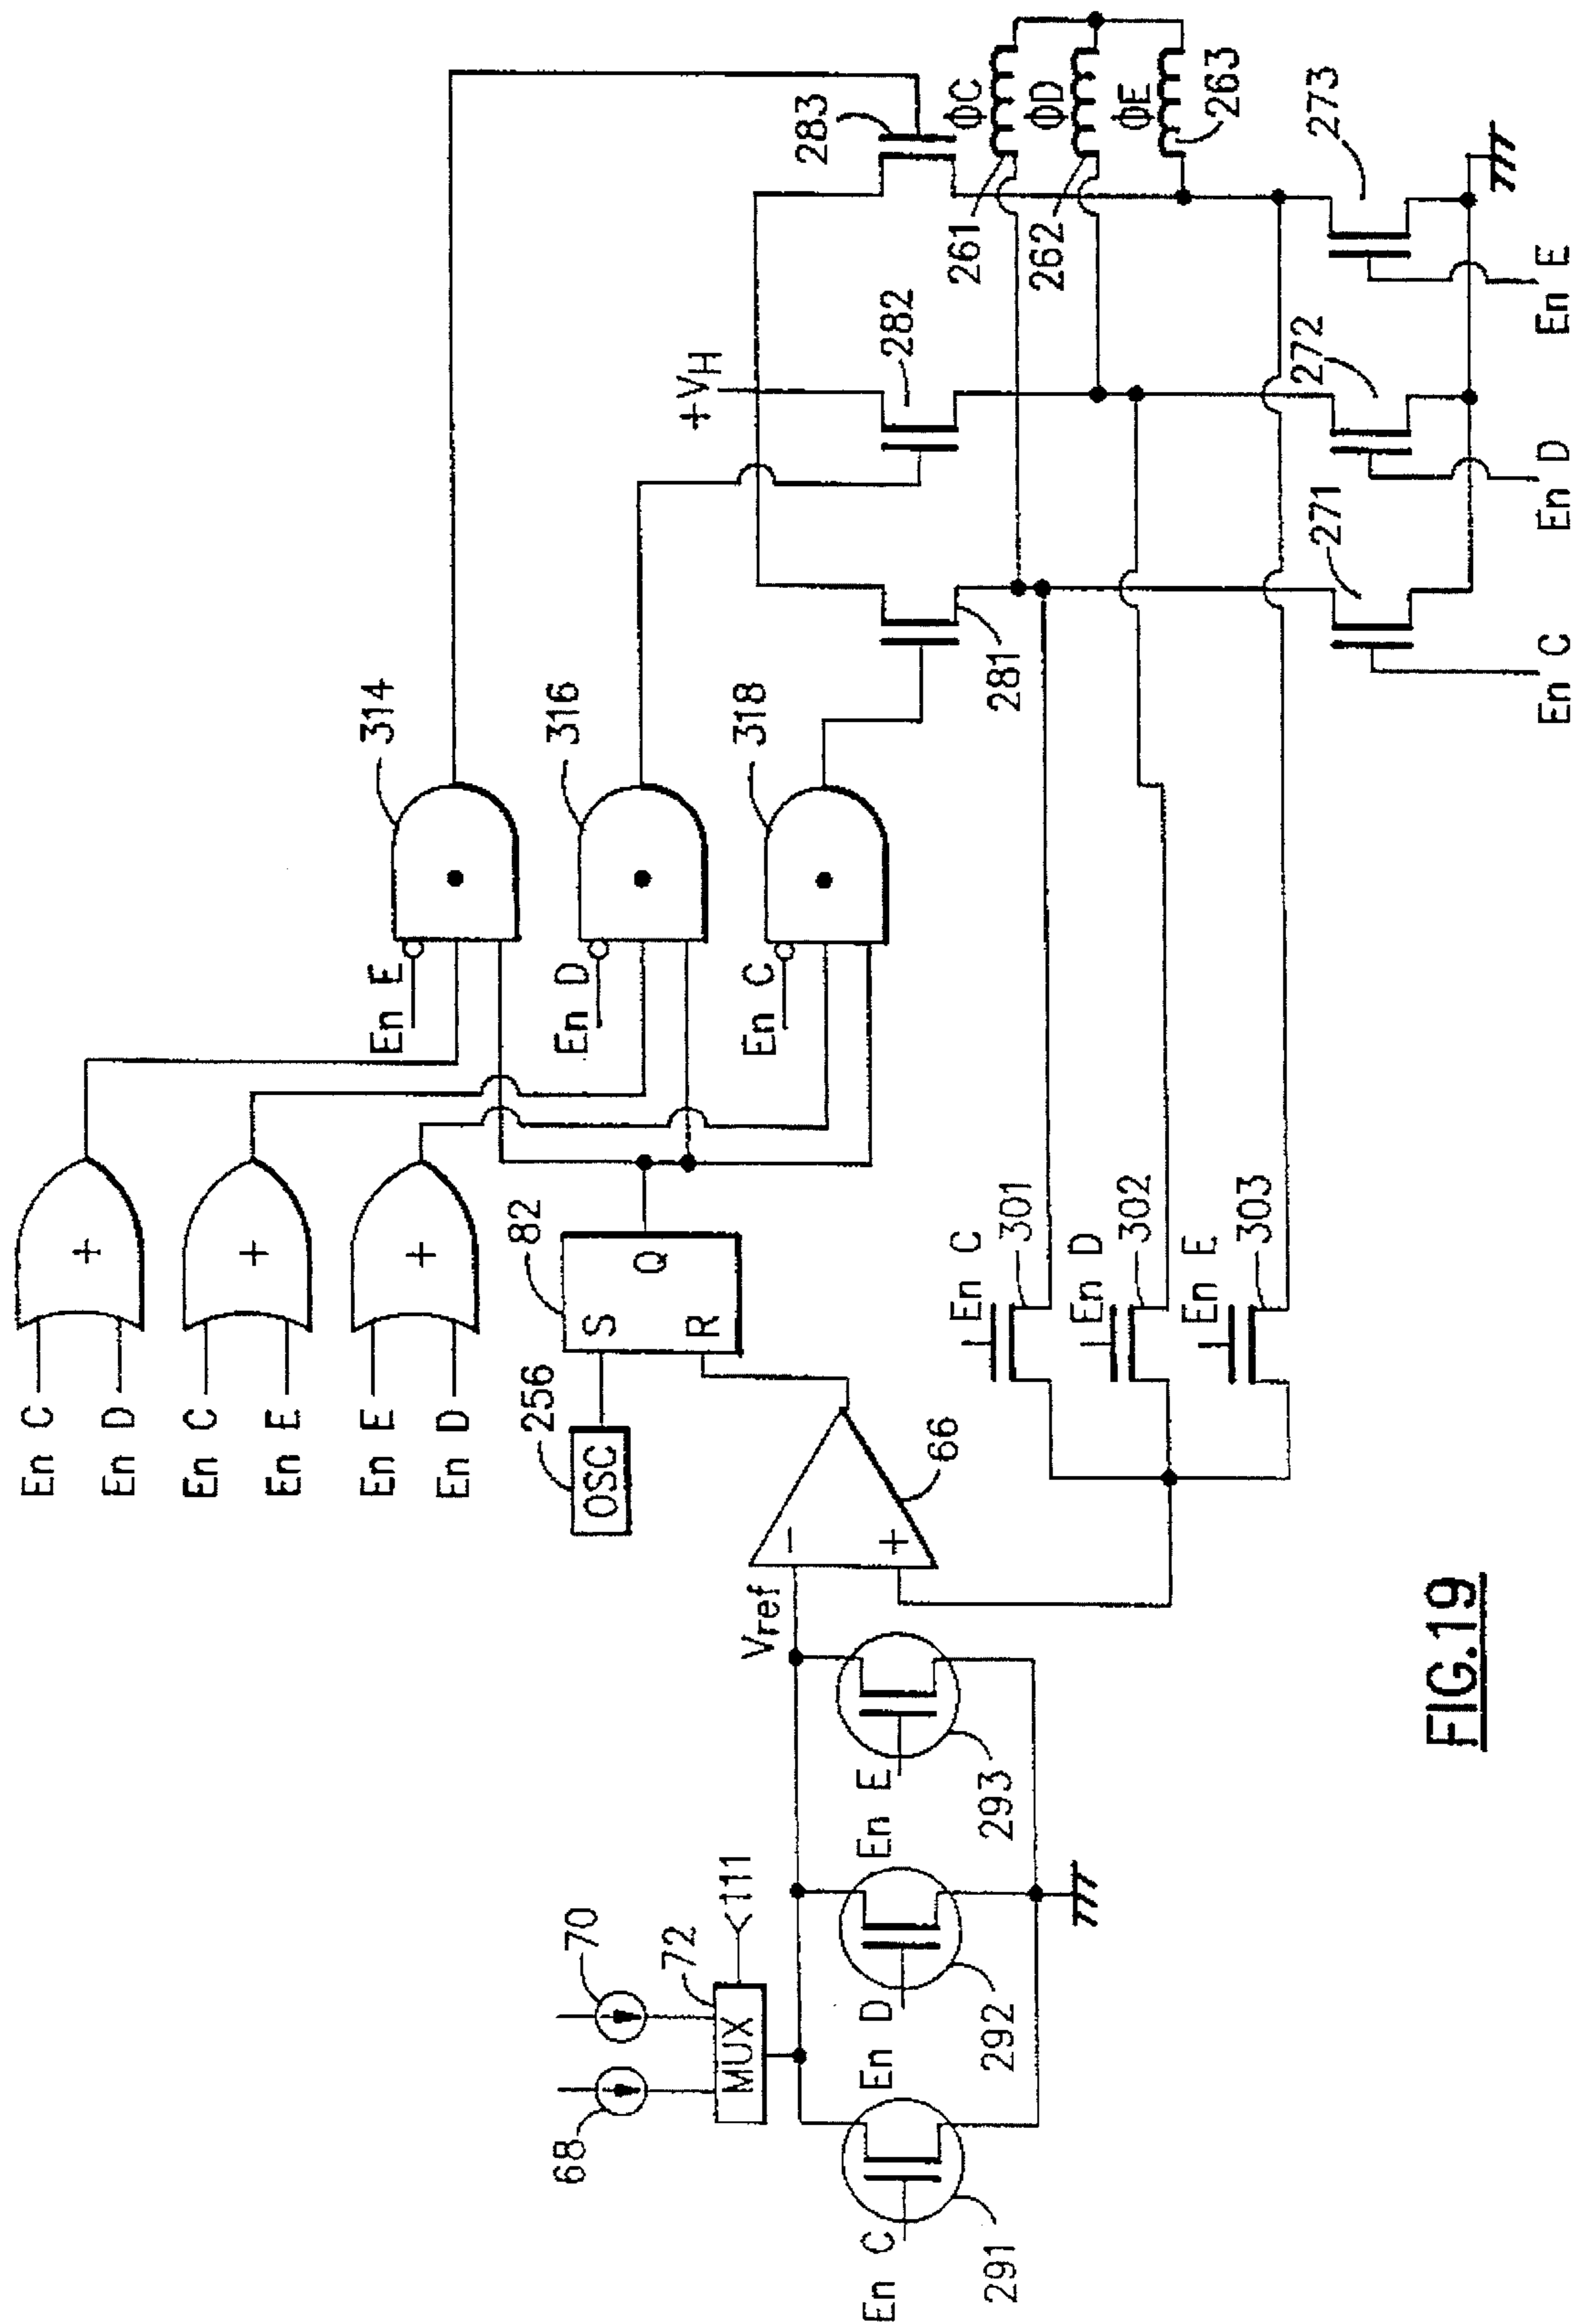 En C
En D
En C
En E
En E
En D
+
+
+
En E
314
En D
316
En C
318
OSC
256
82
S
R
Q
68
70
MUX
72
111
Vref
−
+
66
En C
291
En D
292
En E
293
En C
301
En D
302
En E
303
+VH
281
282
283
ΦC
ΦD
ΦE
261
262
263
271
272
273
En C
En D
En E
FIG.19